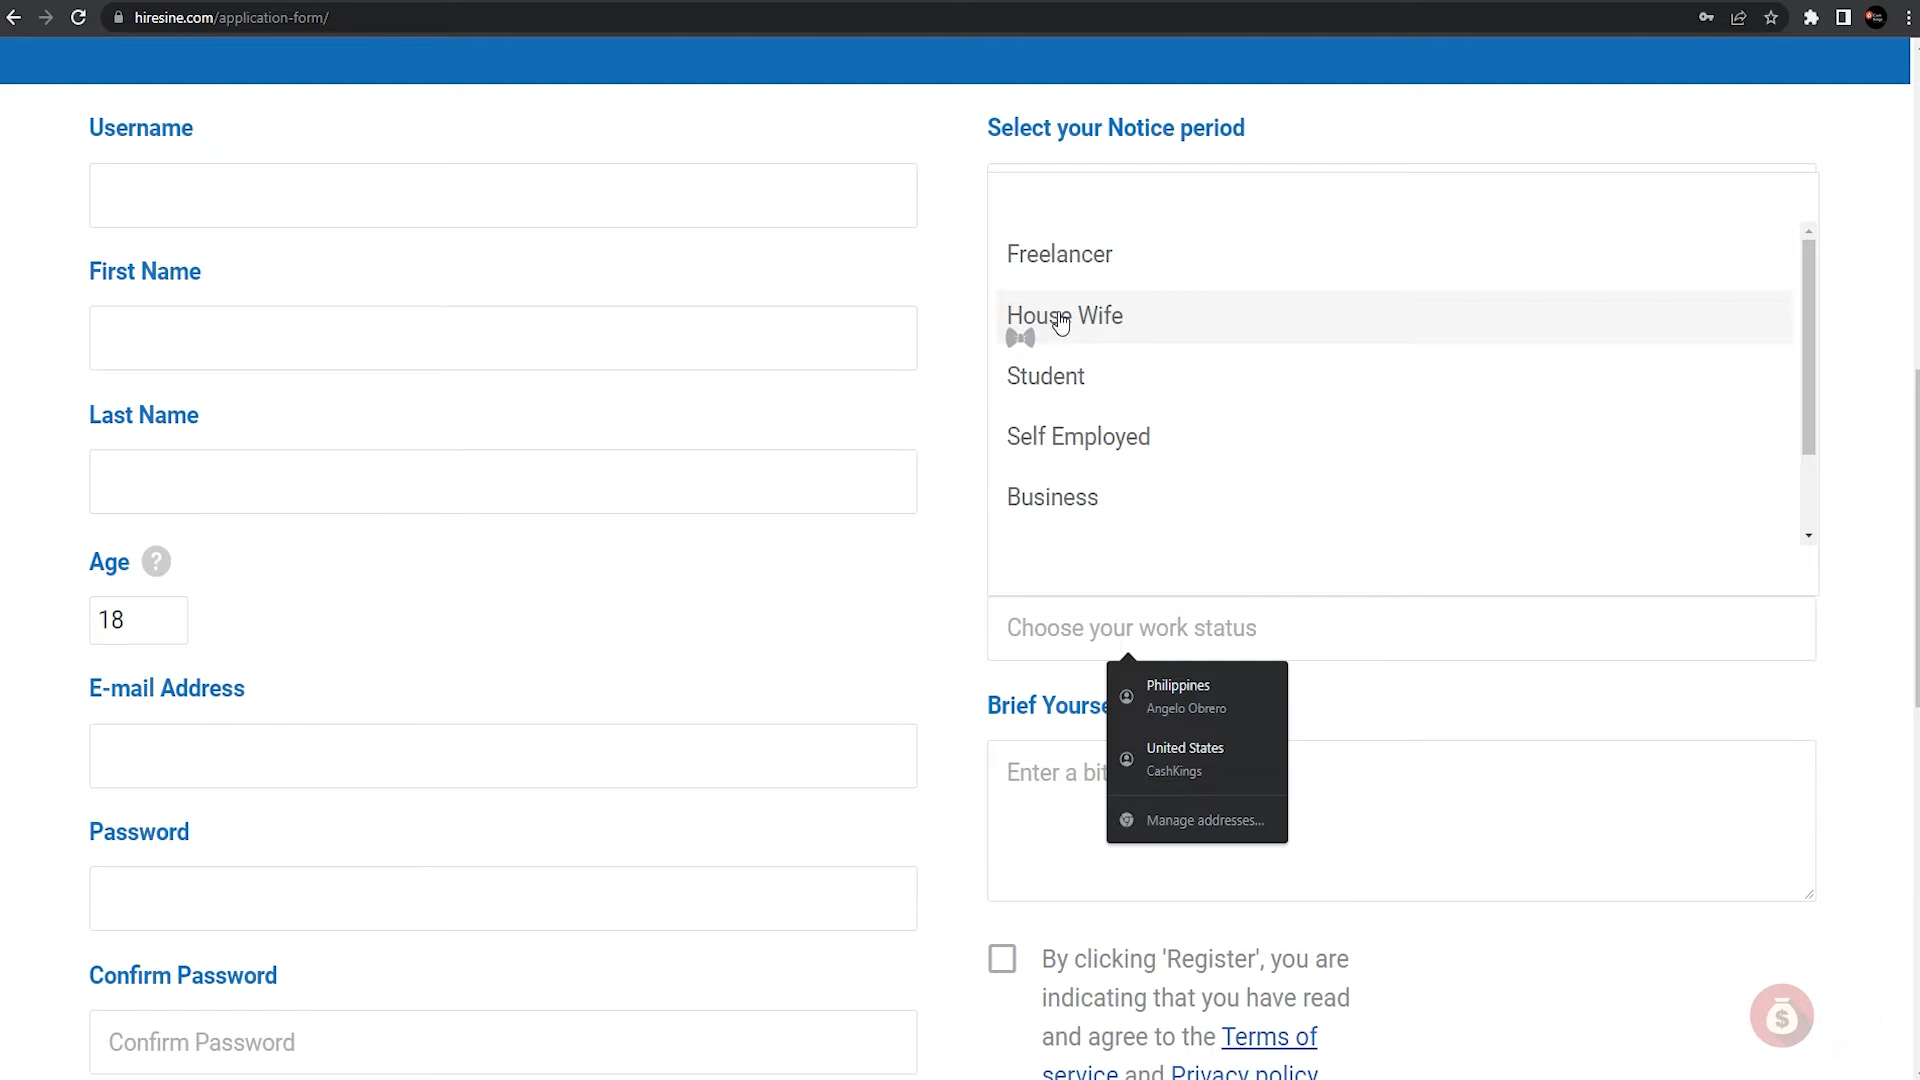 hiresine.com/application-form/
Username
First Name
Last Name
Age ?
18
E-mail Address
Password
Confirm Password
Confirm Password
Select your Notice period
Freelancer
House Wife
Student
Self Employed
Business
Choose your work status
Philippines
Angelo Obrero
United States
CashKings
Manage addresses...
Brief Yourse
Enter a bit
By clicking 'Register', you are
indicating that you have read
and agree to the Terms of
service and Privacy policy
$